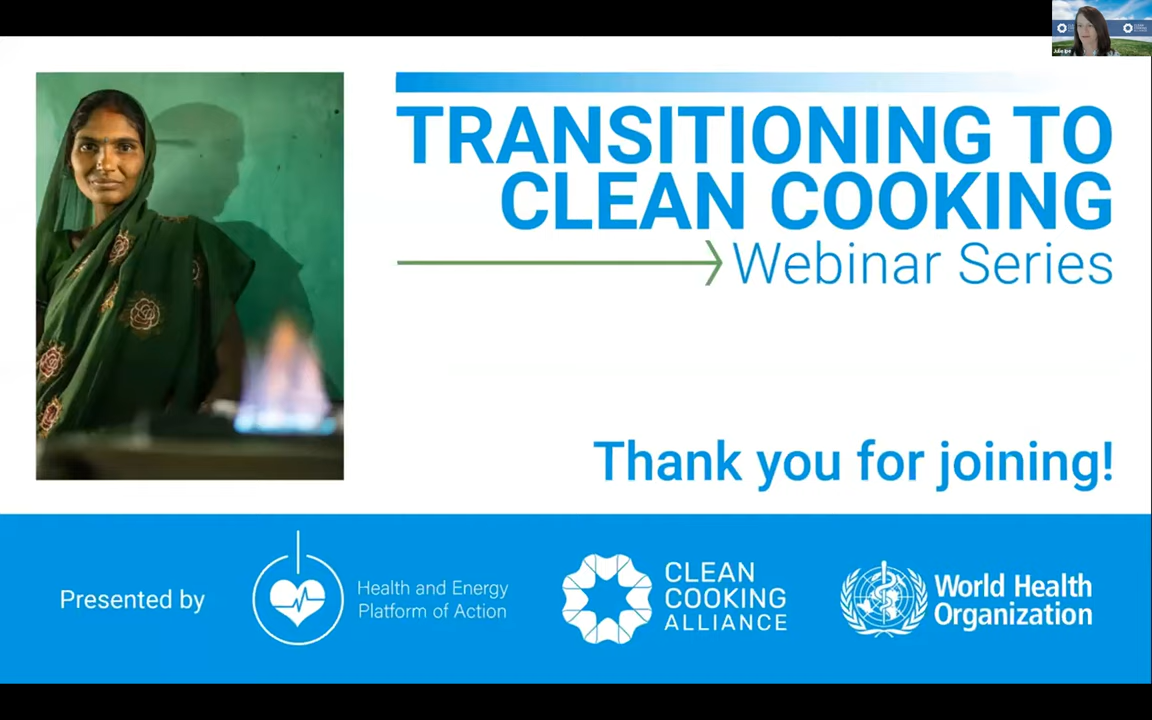 TRANSITIONING TO
CLEAN COOKING
Webinar Series
Thank you for joining!
Presented by
Health and Energy
Platform of Action
CLEAN
COOKING
ALLIANCE
World Health
Organization